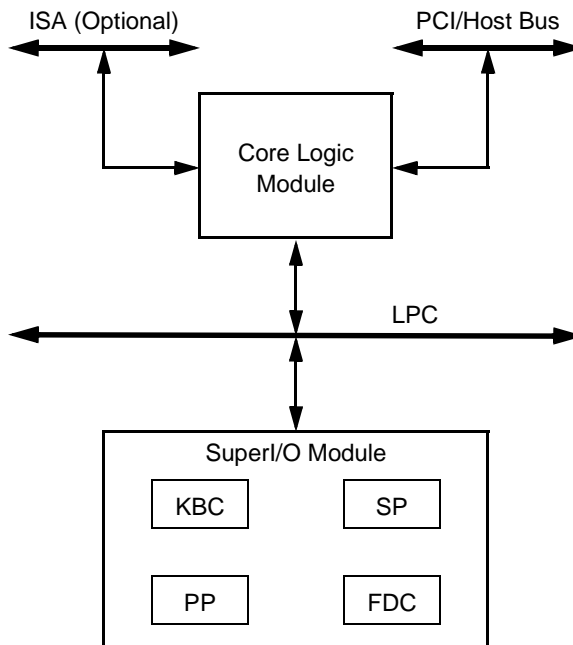 ISA (Optional)
PCI/Host Bus
Core Logic
Module
LPC
SuperI/O Module
KBC
SP
PP
FDC